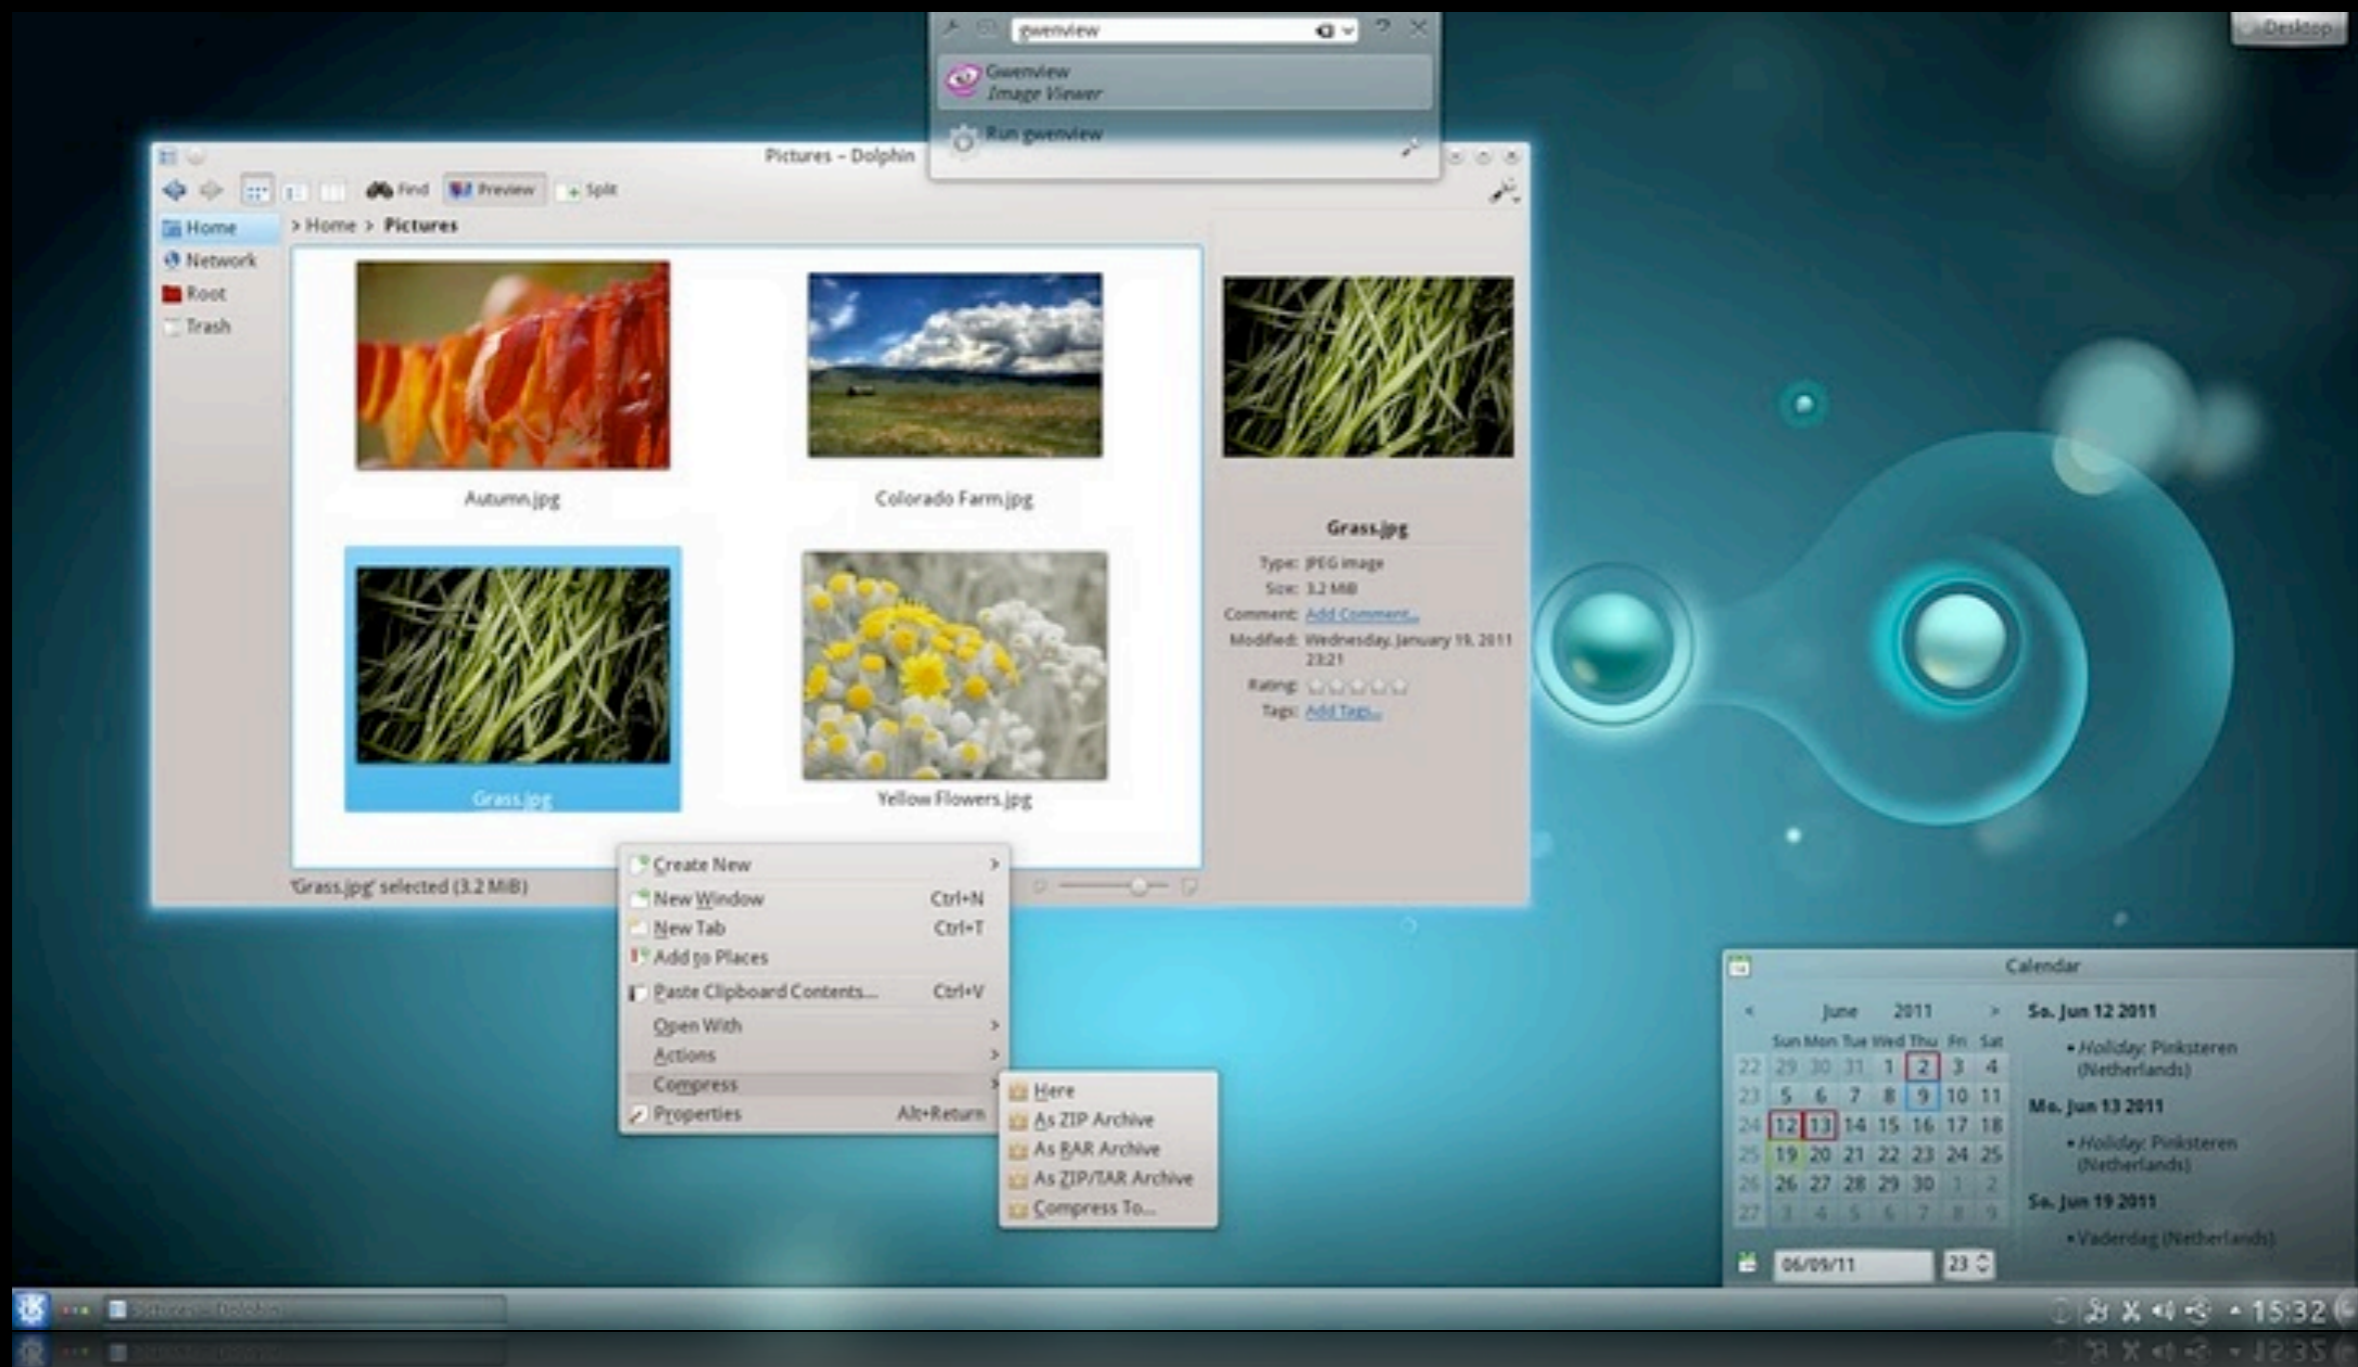 gwenview
Gwenview
Image Viewer
Run gwenview
Desktop
Pictures – Dolphin
Find
Preview
Split
Home
Network
Root
Trash
> Home > Pictures
Autumn.jpg
Colorado Farm.jpg
Grass.jpg
Yellow Flowers.jpg
'Grass.jpg' selected (3.2 MiB)
Grass.jpg
Type: JPEG image
Size: 3.2 MiB
Comment: Add Comment...
Modified: Wednesday, January 19, 2011
23:21
Rating:
Tags: Add Tags...
Create New
New Window Ctrl+N
New Tab Ctrl+T
Add to Places
Paste Clipboard Contents... Ctrl+V
Open With
Actions
Compress
Properties Alt+Return
Here
As ZIP Archive
As RAR Archive
As ZIP/TAR Archive
Compress To...
Calendar
< June 2011 >
Sun Mon Tue Wed Thu Fri Sat
22 29 30 31 1 2 3 4
23 5 6 7 8 9 10 11
24 12 13 14 15 16 17 18
25 19 20 21 22 23 24 25
26 26 27 28 29 30 1 2
27 3 4 5 6 7 8 9
06/09/11 23
So. Jun 12 2011
• Holiday: Pinksteren
(Netherlands)
Mo. Jun 13 2011
• Holiday: Pinksteren
(Netherlands)
So. Jun 19 2011
• Vaderdag (Netherlands)
Pictures – Dolphin
15:32